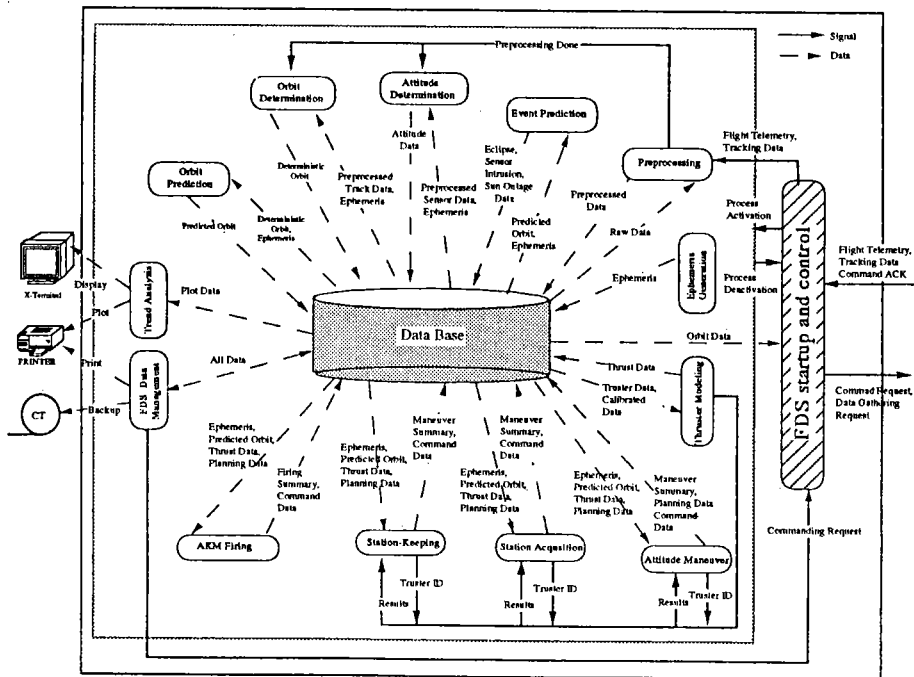 Signal
Data
Preprocessing Done
Orbit
Determination
Attitude
Determination
Event Prediction
Preprocessing
Flight Telemetry,
Tracking Data
Orbit
Prediction
Attitude
Data
Eclipse,
Sensor
Intrusion,
Sun Outage
Data
Deterministic
Orbit
Preprocessed
Track Data,
Ephemeris
Preprocessed
Sensor Data,
Ephemeris
Predicted
Orbit,
Ephemeris
Preprocessed
Data
Raw Data
Process
Activation
Predicted Orbit
Deterministic
Orbit,
Ephemeris
X-Terminal
Display
Plot
PRINTER
Print
CT
Backup
Trend Analysis
Plot Data
FDS Data
Management
All Data
Data Base
Ephemeris
Ephemeris
Generation
Process
Deactivation
FDS startup and control
Flight Telemetry,
Tracking Data
Command ACK
Orbit Data
Thrust Data
Truster Data,
Calibrated
Data
Thruster Modeling
Commad Request,
Data Gathering
Request
Commanding Request
Ephemeris,
Predicted Orbit,
Thrust Data,
Planning Data
Firing
Summary,
Command
Data
Ephemeris,
Predicted Orbit,
Thrust Data,
Planning Data
Maneuver
Summary,
Command
Data
Ephemeris,
Predicted Orbit,
Thrust Data,
Planning Data
Maneuver
Summary,
Command
Data
Ephemeris,
Predicted Orbit,
Thrust Data,
Planning Data
Maneuver
Summary,
Planning Data
Command
Data
AKM Firing
Station-Keeping
Station Acquition
Attitude Maneuver
Results
Truster ID
Results
Truster ID
Results
Truster ID